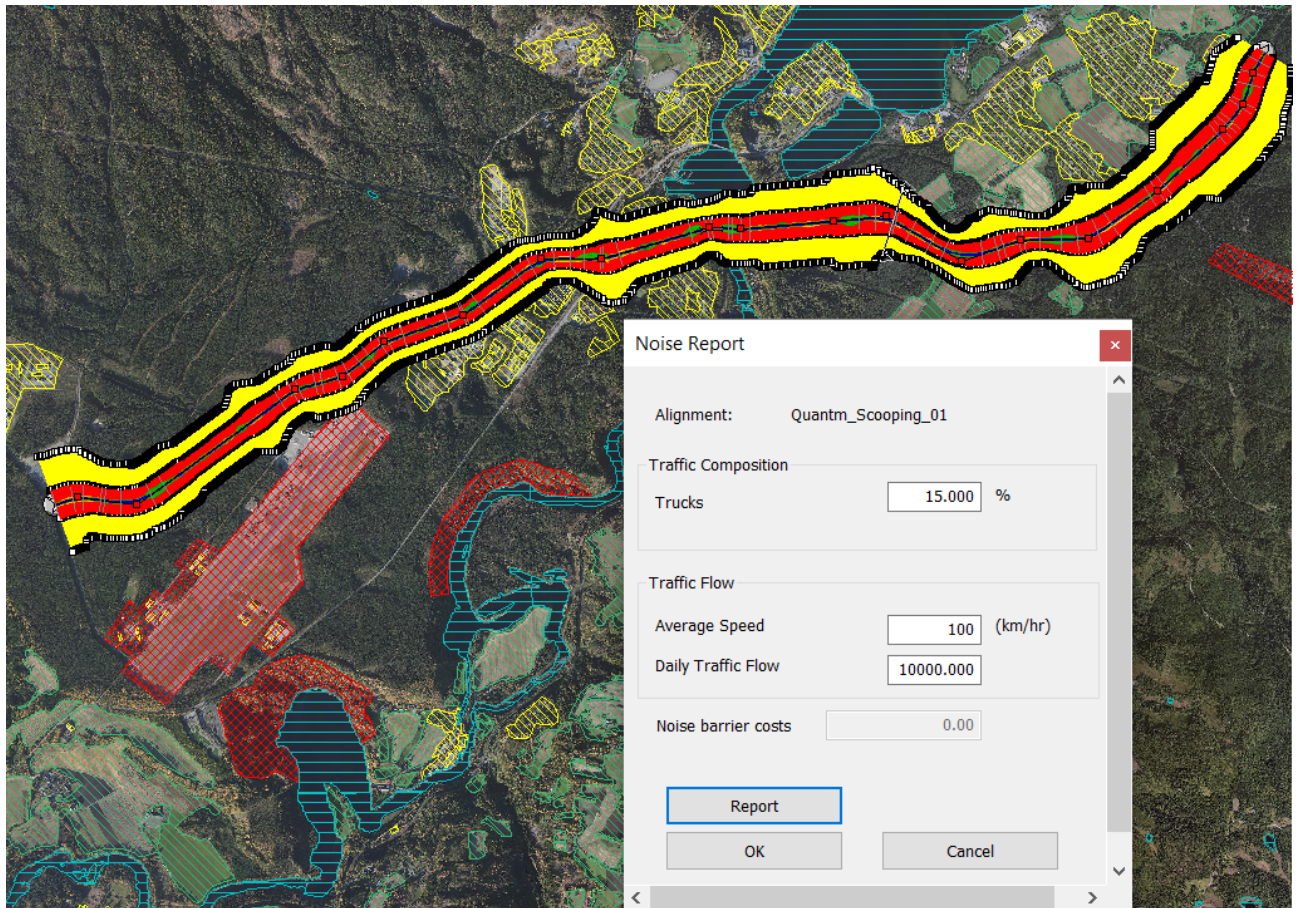 Noise Report
Alignment: Quantm_Scooping_01
Traffic Composition
Trucks 15.000 %
Traffic Flow
Average Speed 100 (km/hr)
Daily Traffic Flow 10000.000
Noise barrier costs 0.00
Report
OK Cancel